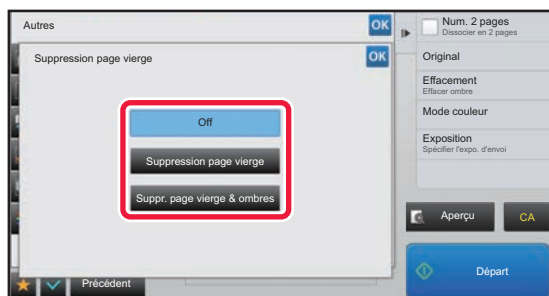 Autres
OK
Suppression page vierge
OK
Off
Suppression page vierge
Suppr. page vierge & ombres
Précédent
Num. 2 pages
Dissocier en 2 pages
Original
Effacement
Effacer ombre
Mode couleur
Exposition
Spécifier l'expo. d'envoi
Aperçu
CA
Départ